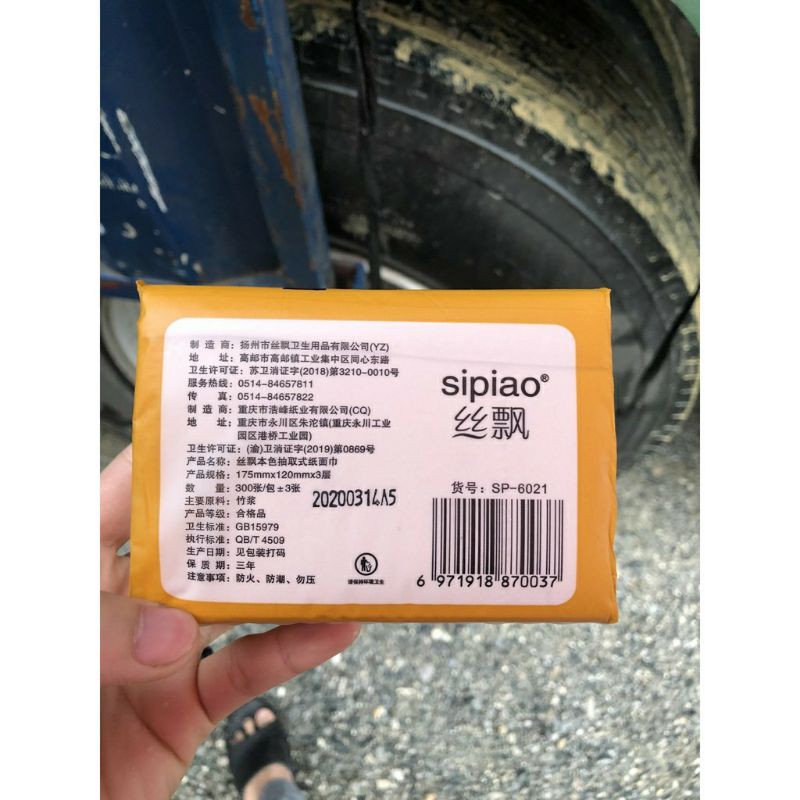 制 造 商：扬州市丝飘卫生用品有限公司(YZ)
地　　址：高邮市高邮镇工业集中区同心东路
卫生许可证：苏卫消证字(2018)第3210-0010号
服务热线：0514-84657811
传　　真：0514-84657822
制 造 商：重庆市浩峰纸业有限公司(CQ)
地　　址：重庆市永川区朱沱镇(重庆永川工业
园区港桥工业园)
卫生许可证：(渝)卫消证字(2019)第0869号
产品名称：丝飘本色抽取式纸面巾
产品规格：175mmx120mmx3层
数　　量：300张/包±3张
主要原料：竹浆
产品等级：合格品
卫生标准：GB15979
执行标准：QB/T 4509
生产日期：见包装打码
保 质 期：三年
注意事项：防火、防潮、勿压
20200314A5
请保持环境卫生
sipiao®
丝飘
货号：SP-6021
6 971918 870037